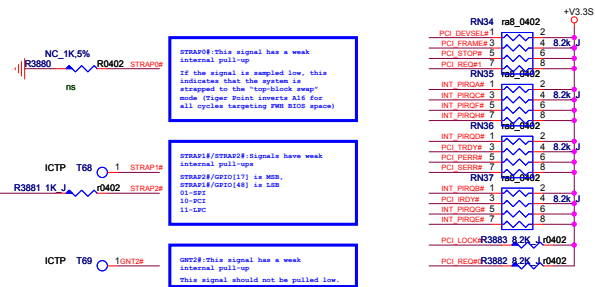 +V3.3S
NC_1K,5%
R3880
R0402
STRAP0#
ns
STRAP0#:This signal has a weak
internal pull-up
If the signal is sampled low, this
indicates that the system is
strapped to the "top-block swap"
mode (Tiger Point inverts A16 for
all cycles targeting FWH BIOS space)
ICTP T68 1 STRAP1#
R3881 1K_J r0402 STRAP2#
STRAP1#/STRAP2#:Signals have weak
internal pull-ups
STRAP2#/GPIO[17] is MSB,
STRAP1#/GPIO[48] is LSB
01-SPI
10-PCI
11-LPC
ICTP T69 1 GNT2#
GNT2#:This signal has a weak
internal pull-up
This signal should not be pulled low.
RN34 ra8_0402
PCI_DEVSEL# 1 2
PCI_FRAME# 3 4 8.2k_J
PCI_STOP# 5 6
PCI_REQ#1 7 8
RN35 ra8_0402
INT_PIRQA# 1 2
INT_PIRQC# 3 4 8.2k_J
INT_PIRQF# 5 6
INT_PIRQH# 7 8
RN36 ra8_0402
INT_PIRQD# 1 2
PCI_TRDY# 3 4 8.2k_J
PCI_PERR# 5 6
PCI_SERR# 7 8
RN37 ra8_0402
INT_PIRQB# 1 2
PCI_IRDY# 3 4 8.2k_J
INT_PIRQG# 5 6
INT_PIRQE# 7 8
PCI_LOCK# R3883 8.2K_J r0402
PCI_REQ#0 R3882 8.2K_J r0402